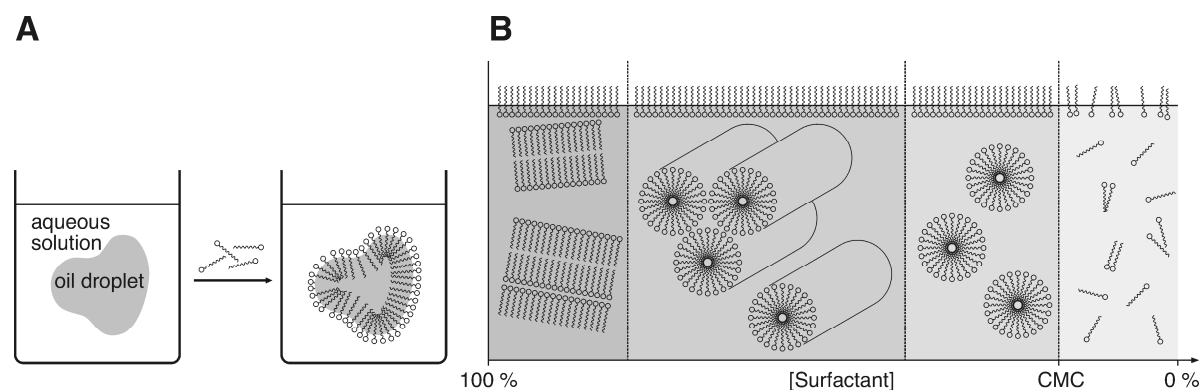 A
B
aqueous
solution
oil droplet
100 %
[Surfactant]
CMC
0 %